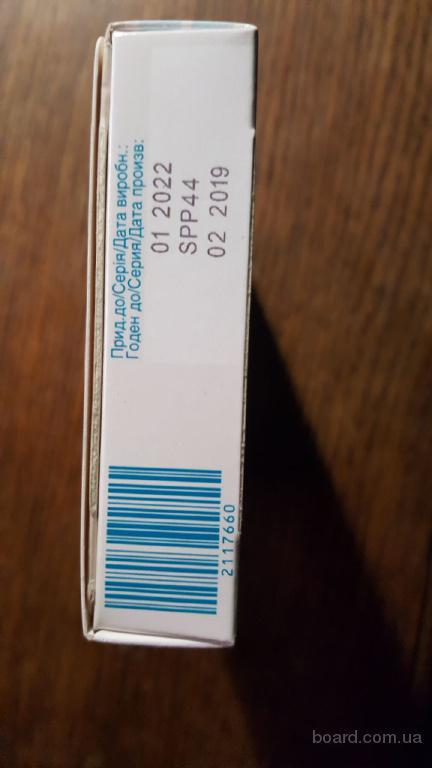 Прид.до/Серія/Дата виробн.:
Годен до/Серия/Дата произв:
01 2022
SPP44
02 2019
2117660
board.com.ua